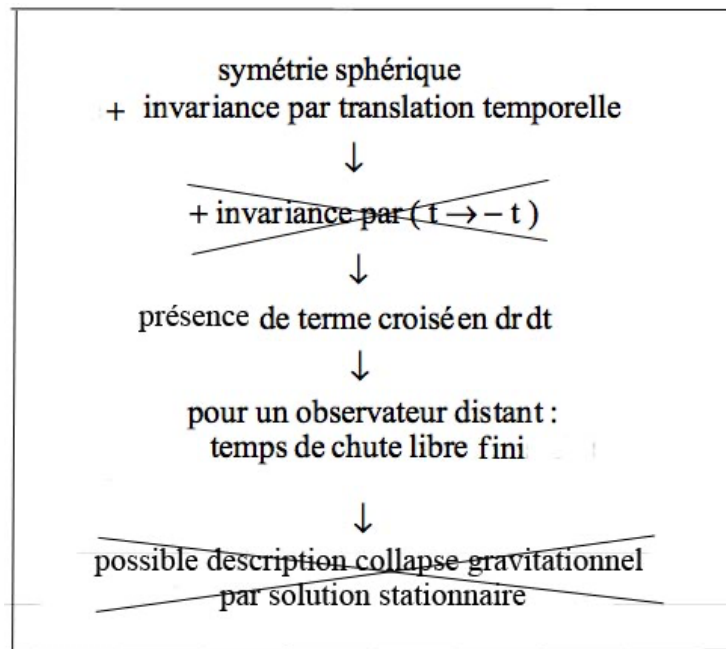 symétrie sphérique
+ invariance par translation temporelle
↓
+ invariance par ( t → – t )
↓
présence de terme croisé en dr dt
↓
pour un observateur distant :
temps de chute libre fini
↓
possible description collapse gravitationnel
par solution stationnaire